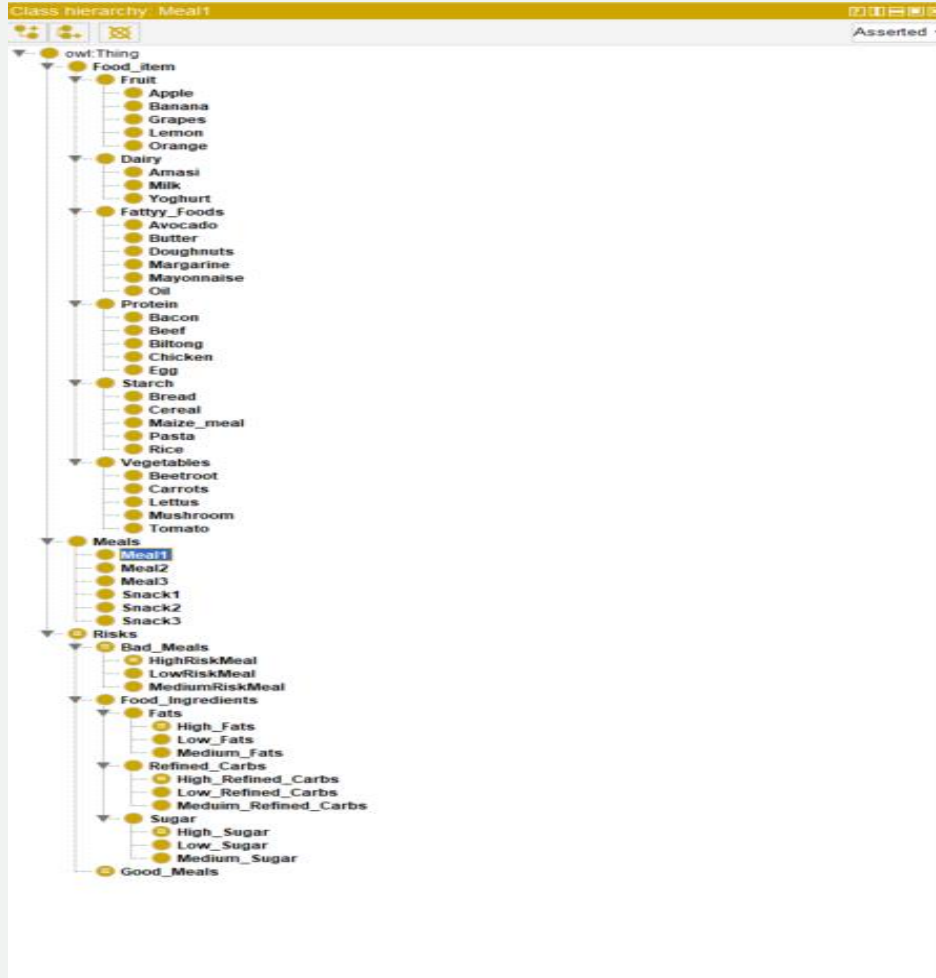 Class hierarchy: Meal1
Asserted
owl:Thing
Food_item
Fruit
Apple
Banana
Grapes
Lemon
Orange
Dairy
Amasi
Milk
Yoghurt
Fattyy_Foods
Avocado
Butter
Doughnuts
Margarine
Mayonnaise
Oil
Protein
Bacon
Beef
Biltong
Chicken
Egg
Starch
Bread
Cereal
Maize_meal
Pasta
Rice
Vegetables
Beetroot
Carrots
Lettus
Mushroom
Tomato
Meals
Meal1
Meal2
Meal3
Snack1
Snack2
Snack3
Risks
Bad_Meals
HighRiskMeal
LowRiskMeal
MediumRiskMeal
Food_Ingredients
Fats
High_Fats
Low_Fats
Medium_Fats
Refined_Carbs
High_Refined_Carbs
Low_Refined_Carbs
Meduim_Refined_Carbs
Sugar
High_Sugar
Low_Sugar
Medium_Sugar
Good_Meals